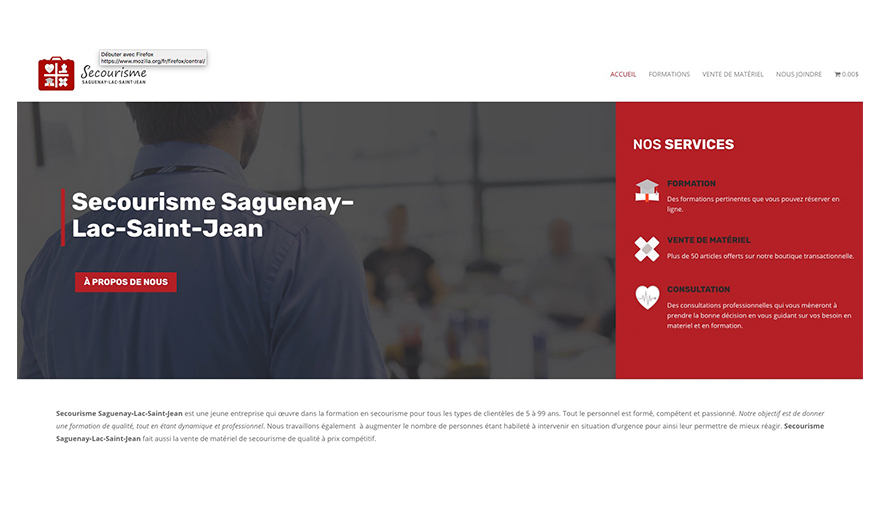 Débuter avec Firefox
https://www.mozilla.org/fr/firefox/central/
Secourisme
SAGUENAY-LAC-SAINT-JEAN
ACCUEIL FORMATIONS VENTE DE MATÉRIEL NOUS JOINDRE 0.00$
Secourisme Saguenay–
Lac-Saint-Jean
À PROPOS DE NOUS
NOS SERVICES
FORMATION
Des formations pertinentes que vous pouvez réserver en
ligne.
VENTE DE MATÉRIEL
Plus de 50 articles offerts sur notre boutique transactionnelle.
CONSULTATION
Des consultations professionnelles qui vous mèneront à
prendre la bonne décision en vous guidant sur vos besoin en
materiel et en formation.
Secourisme Saguenay-Lac-Saint-Jean est une jeune entreprise qui œuvre dans la formation en secourisme pour tous les types de clientèles de 5 à 99 ans. Tout le personnel est formé, compétent et passionné. Notre objectif est de donner
une formation de qualité, tout en étant dynamique et professionnel. Nous travaillons également à augmenter le nombre de personnes étant habileté à intervenir en situation d'urgence pour ainsi leur permettre de mieux réagir. Secourisme
Saguenay-Lac-Saint-Jean fait aussi la vente de matériel de secourisme de qualité à prix compétitif.